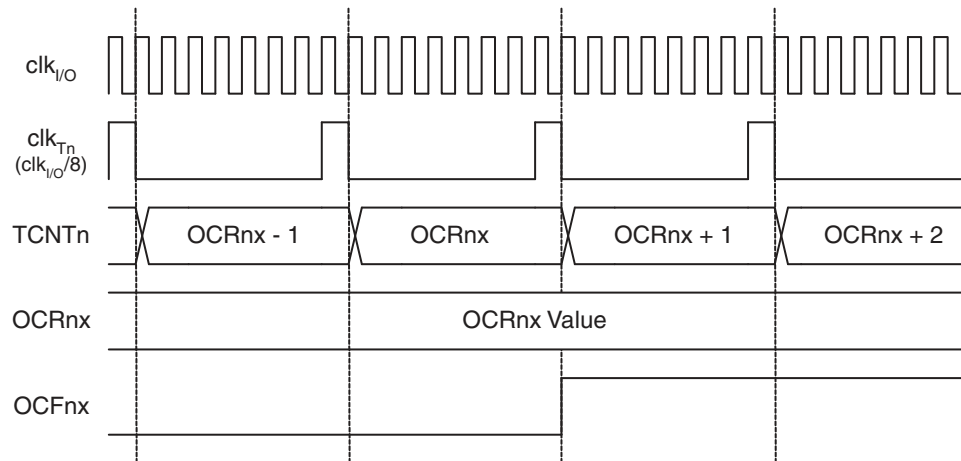 clkI/O
clkTn
(clkI/O/8)
TCNTn
OCRnx - 1
OCRnx
OCRnx + 1
OCRnx + 2
OCRnx
OCRnx Value
OCFnx